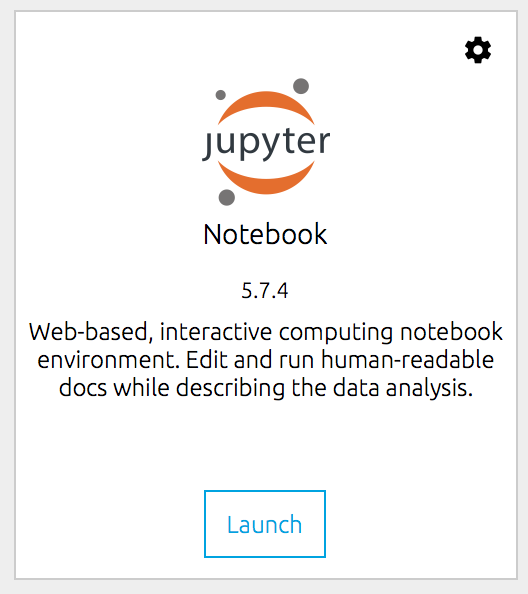 jupyter
Notebook
5.7.4
Web-based, interactive computing notebook
environment. Edit and run human-readable
docs while describing the data analysis.
Launch